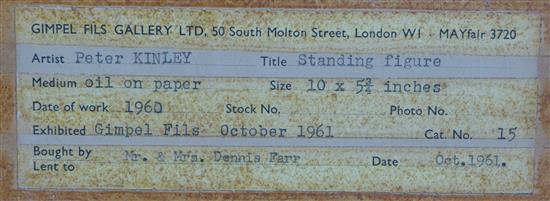 GIMPEL FILS GALLERY LTD, 50 South Molton Street, London W1 - MAYfair 3720
Artist Peter KINLEY Title Standing figure
Medium oil on paper Size 10 x 5¾ inches
Date of work 1960 Stock No. Photo No.
Exhibited Gimpel Fils October 1961 Cat. No. 15
Bought by
Lent to Mr. & Mrs. Dennis Farr Date Oct.1961.